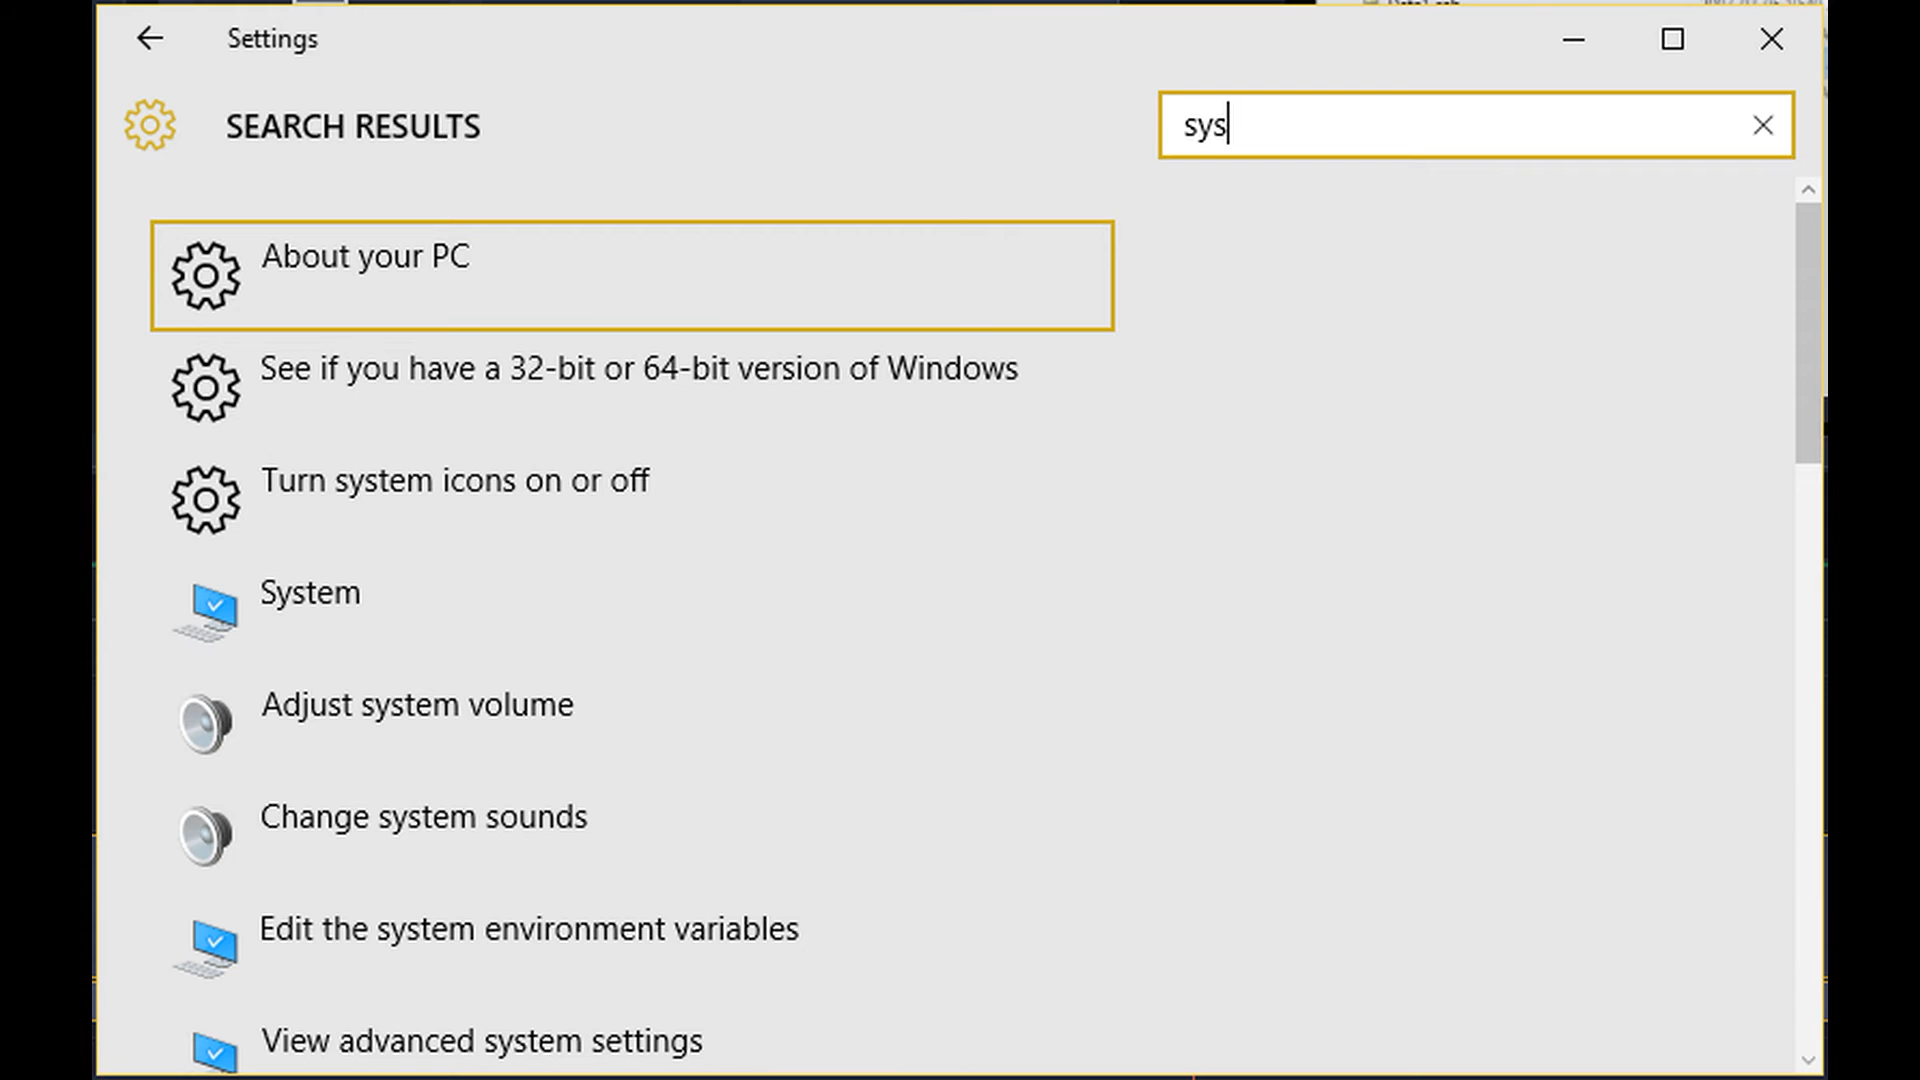 Settings
SEARCH RESULTS
sys
About your PC
See if you have a 32-bit or 64-bit version of Windows
Turn system icons on or off
System
Adjust system volume
Change system sounds
Edit the system environment variables
View advanced system settings